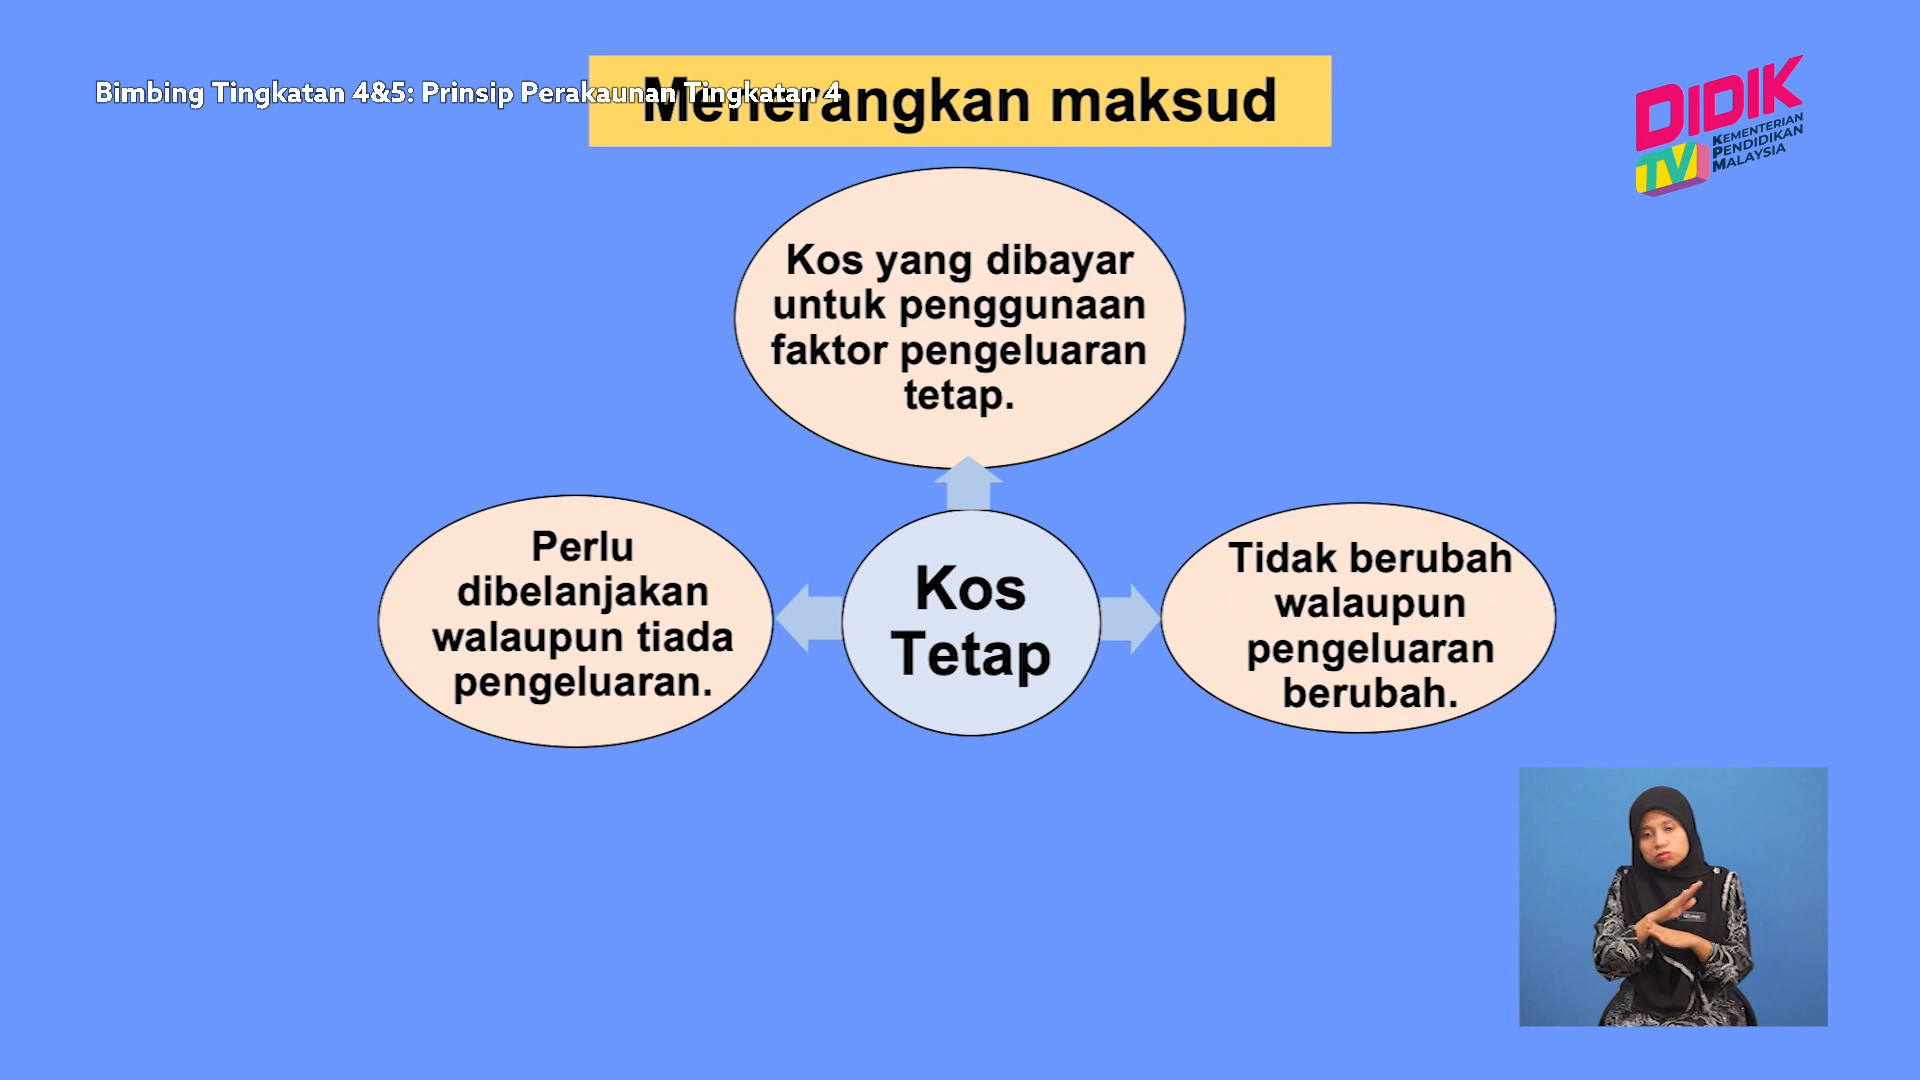 Bimbing Tingkatan 4&5: Prinsip Perakaunan Tingkatan 4
Menerangkan maksud
DIDIK
TV
KEMENTERIAN
PENDIDIKAN
MALAYSIA
Kos yang dibayar
untuk penggunaan
faktor pengeluaran
tetap.
Perlu
dibelanjakan
walaupun tiada
pengeluaran.
Kos
Tetap
Tidak berubah
walaupun
pengeluaran
berubah.